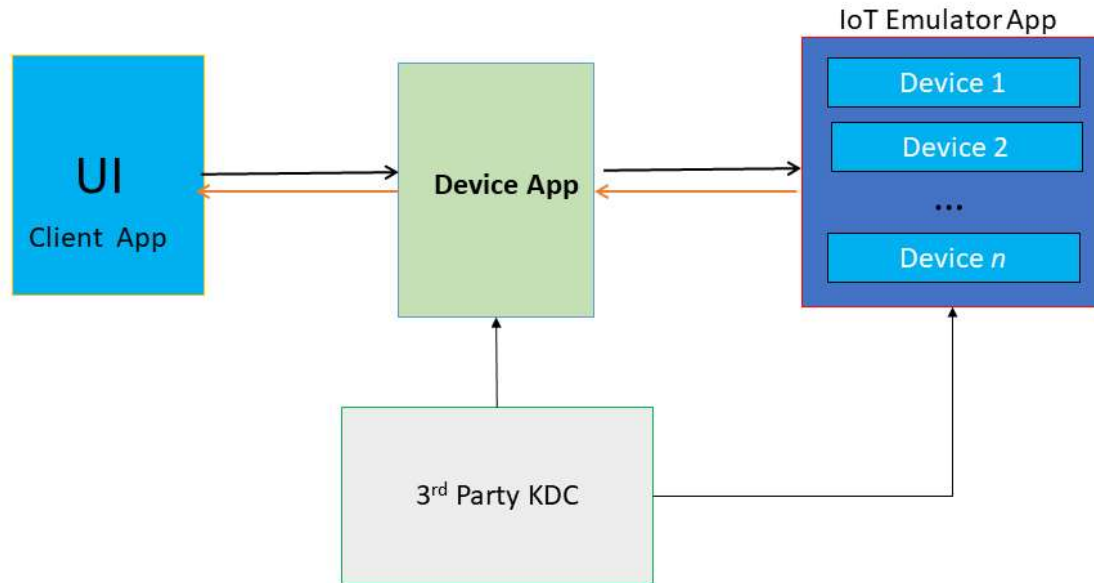 IoT Emulator App
UI
Client App
Device App
Device 1
Device 2
...
Device n
3rd Party KDC